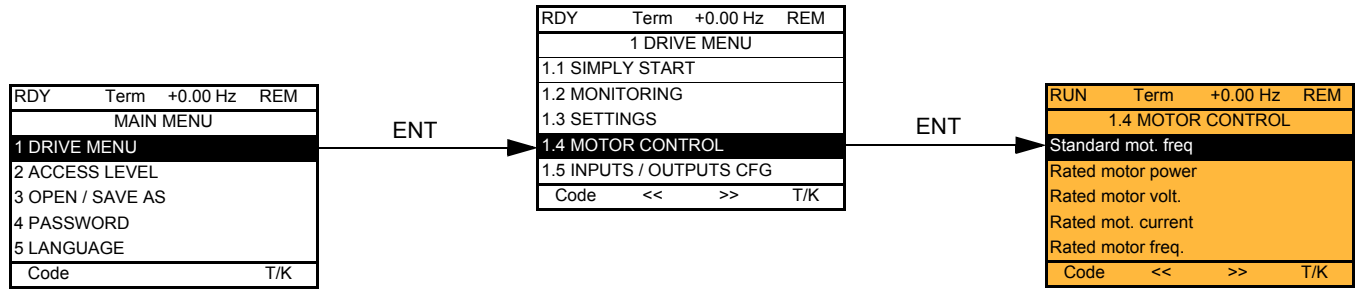 RDY Term +0.00 Hz REM
MAIN MENU
1 DRIVE MENU
2 ACCESS LEVEL
3 OPEN / SAVE AS
4 PASSWORD
5 LANGUAGE
Code T/K
ENT
RDY Term +0.00 Hz REM
1 DRIVE MENU
1.1 SIMPLY START
1.2 MONITORING
1.3 SETTINGS
1.4 MOTOR CONTROL
1.5 INPUTS / OUTPUTS CFG
Code << >> T/K
ENT
RUN Term +0.00 Hz REM
1.4 MOTOR CONTROL
Standard mot. freq
Rated motor power
Rated motor volt.
Rated mot. current
Rated motor freq.
Code << >> T/K